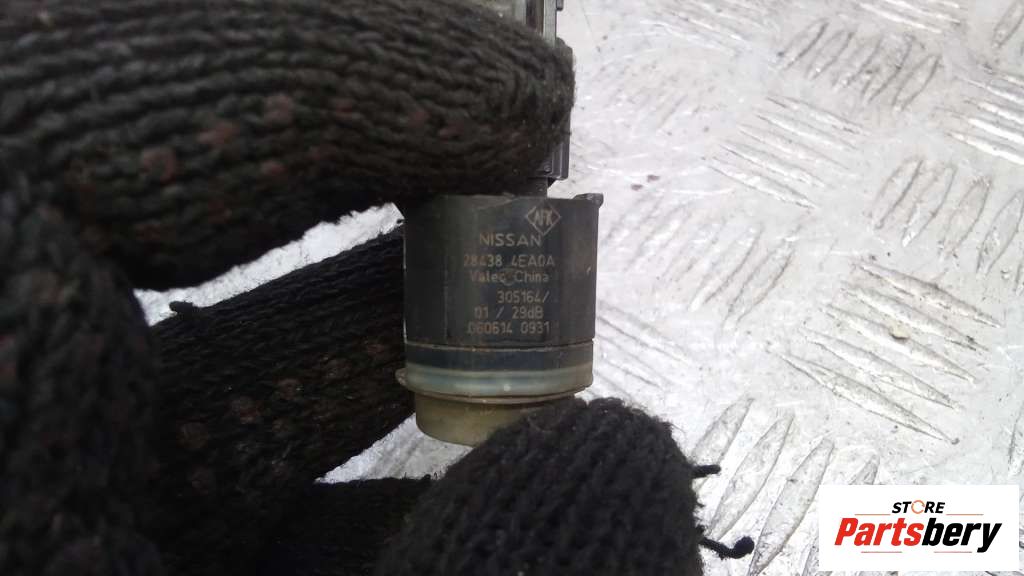 NISSAN
28438 4EA0A
Valeo China
305164/
01 / 29dB
060614 0931
STORE
Partsbery